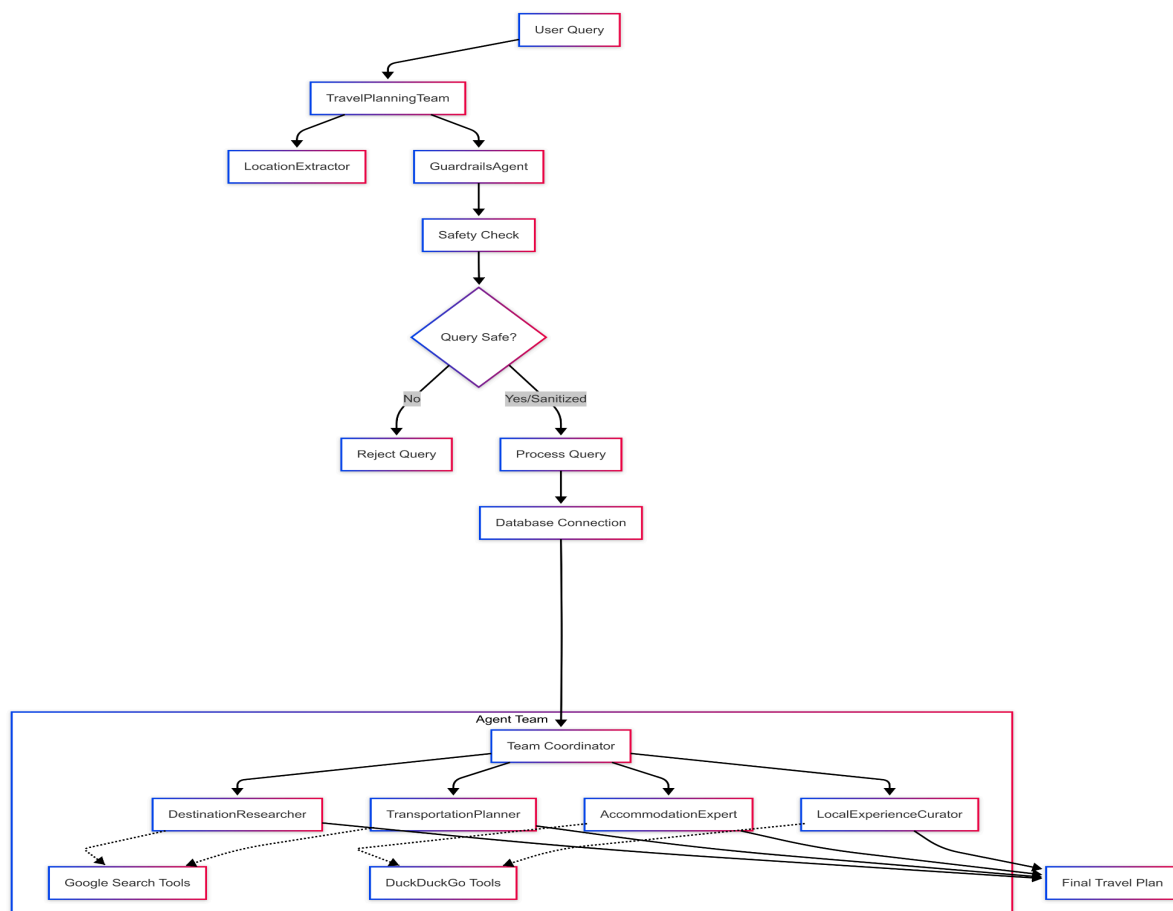 User Query
TravelPlanningTeam
LocationExtractor
GuardrailsAgent
Safety Check
Query Safe?
No
Yes/Sanitized
Reject Query
Process Query
Database Connection
Agent Team
Team Coordinator
DestinationResearcher
TransportationPlanner
AccommodationExpert
LocalExperienceCurator
Google Search Tools
DuckDuckGo Tools
Final Travel Plan